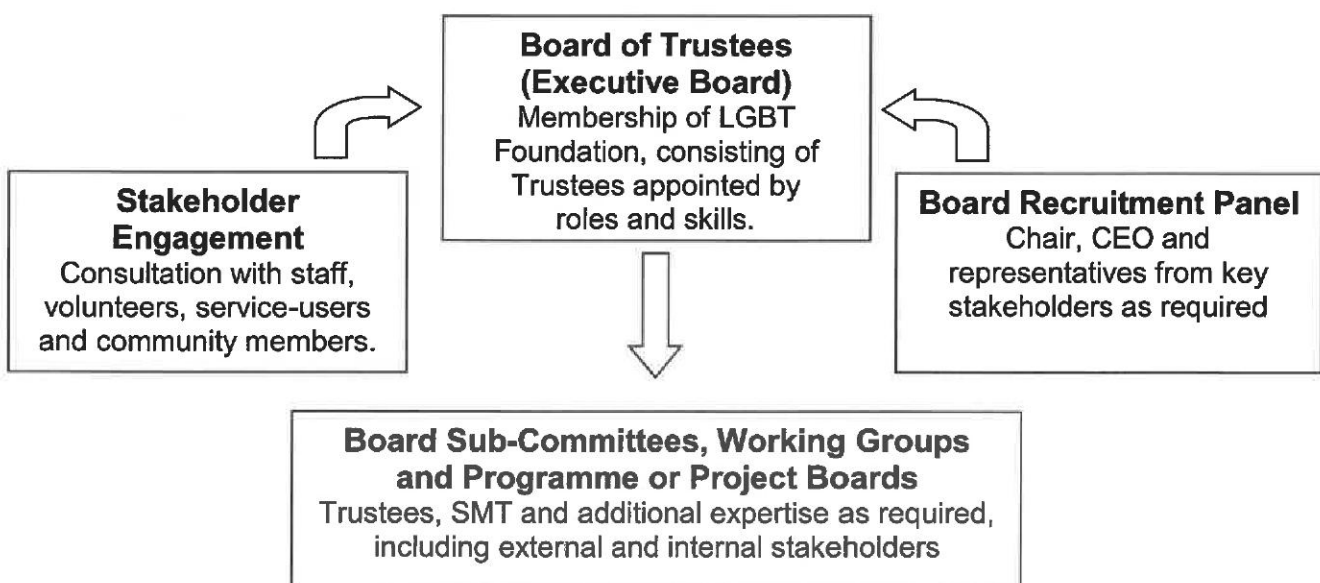 Board of Trustees
(Executive Board)
Membership of LGBT
Foundation, consisting of
Trustees appointed by
roles and skills.
Stakeholder
Engagement
Consultation with staff,
volunteers, service-users
and community members.
Board Recruitment Panel
Chair, CEO and
representatives from key
stakeholders as required
Board Sub-Committees, Working Groups
and Programme or Project Boards
Trustees, SMT and additional expertise as required,
including external and internal stakeholders